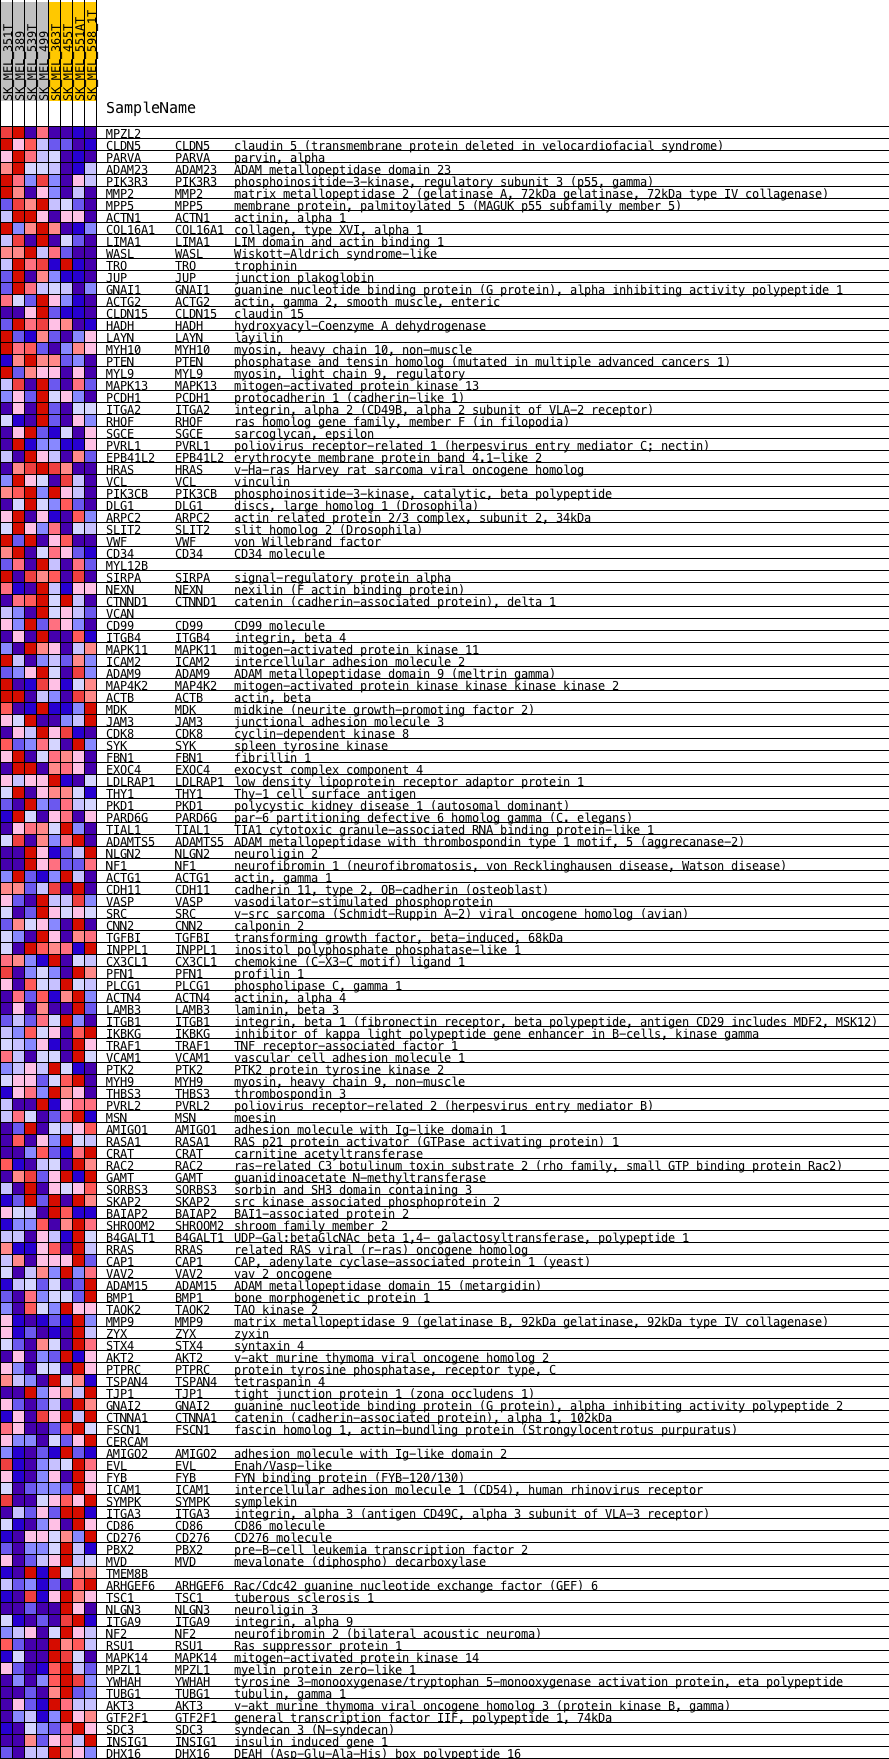 SK_MEL_351T
SK_MEL_389
SK_MEL_539T
SK_MEL_499
SK_MEL_363T
SK_MEL_455T
SK_MEL_551AT
SK_MEL_598_1T
SampleName
MPZL2
CLDN5 CLDN5 claudin 5 (transmembrane protein deleted in velocardiofacial syndrome)
PARVA PARVA parvin, alpha
ADAM23 ADAM23 ADAM metallopeptidase domain 23
PIK3R3 PIK3R3 phosphoinositide-3-kinase, regulatory subunit 3 (p55, gamma)
MMP2 MMP2 matrix metallopeptidase 2 (gelatinase A, 72kDa gelatinase, 72kDa type IV collagenase)
MPP5 MPP5 membrane protein, palmitoylated 5 (MAGUK p55 subfamily member 5)
ACTN1 ACTN1 actinin, alpha 1
COL16A1 COL16A1 collagen, type XVI, alpha 1
LIMA1 LIMA1 LIM domain and actin binding 1
WASL WASL Wiskott-Aldrich syndrome-like
TRO TRO trophinin
JUP JUP junction plakoglobin
GNAI1 GNAI1 guanine nucleotide binding protein (G protein), alpha inhibiting activity polypeptide 1
ACTG2 ACTG2 actin, gamma 2, smooth muscle, enteric
CLDN15 CLDN15 claudin 15
HADH HADH hydroxyacyl-Coenzyme A dehydrogenase
LAYN LAYN layilin
MYH10 MYH10 myosin, heavy chain 10, non-muscle
PTEN PTEN phosphatase and tensin homolog (mutated in multiple advanced cancers 1)
MYL9 MYL9 myosin, light chain 9, regulatory
MAPK13 MAPK13 mitogen-activated protein kinase 13
PCDH1 PCDH1 protocadherin 1 (cadherin-like 1)
ITGA2 ITGA2 integrin, alpha 2 (CD49B, alpha 2 subunit of VLA-2 receptor)
RHOF RHOF ras homolog gene family, member F (in filopodia)
SGCE SGCE sarcoglycan, epsilon
PVRL1 PVRL1 poliovirus receptor-related 1 (herpesvirus entry mediator C; nectin)
EPB41L2 EPB41L2 erythrocyte membrane protein band 4.1-like 2
HRAS HRAS v-Ha-ras Harvey rat sarcoma viral oncogene homolog
VCL VCL vinculin
PIK3CB PIK3CB phosphoinositide-3-kinase, catalytic, beta polypeptide
DLG1 DLG1 discs, large homolog 1 (Drosophila)
ARPC2 ARPC2 actin related protein 2/3 complex, subunit 2, 34kDa
SLIT2 SLIT2 slit homolog 2 (Drosophila)
VWF VWF von Willebrand factor
CD34 CD34 CD34 molecule
MYL12B
SIRPA SIRPA signal-regulatory protein alpha
NEXN NEXN nexilin (F actin binding protein)
CTNND1 CTNND1 catenin (cadherin-associated protein), delta 1
VCAN
CD99 CD99 CD99 molecule
ITGB4 ITGB4 integrin, beta 4
MAPK11 MAPK11 mitogen-activated protein kinase 11
ICAM2 ICAM2 intercellular adhesion molecule 2
ADAM9 ADAM9 ADAM metallopeptidase domain 9 (meltrin gamma)
MAP4K2 MAP4K2 mitogen-activated protein kinase kinase kinase kinase 2
ACTB ACTB actin, beta
MDK MDK midkine (neurite growth-promoting factor 2)
JAM3 JAM3 junctional adhesion molecule 3
CDK8 CDK8 cyclin-dependent kinase 8
SYK SYK spleen tyrosine kinase
FBN1 FBN1 fibrillin 1
EXOC4 EXOC4 exocyst complex component 4
LDLRAP1 LDLRAP1 low density lipoprotein receptor adaptor protein 1
THY1 THY1 Thy-1 cell surface antigen
PKD1 PKD1 polycystic kidney disease 1 (autosomal dominant)
PARD6G PARD6G par-6 partitioning defective 6 homolog gamma (C. elegans)
TIAL1 TIAL1 TIA1 cytotoxic granule-associated RNA binding protein-like 1
ADAMTS5 ADAMTS5 ADAM metallopeptidase with thrombospondin type 1 motif, 5 (aggrecanase-2)
NLGN2 NLGN2 neuroligin 2
NF1 NF1 neurofibromin 1 (neurofibromatosis, von Recklinghausen disease, Watson disease)
ACTG1 ACTG1 actin, gamma 1
CDH11 CDH11 cadherin 11, type 2, OB-cadherin (osteoblast)
VASP VASP vasodilator-stimulated phosphoprotein
SRC SRC v-src sarcoma (Schmidt-Ruppin A-2) viral oncogene homolog (avian)
CNN2 CNN2 calponin 2
TGFBI TGFBI transforming growth factor, beta-induced, 68kDa
INPPL1 INPPL1 inositol polyphosphate phosphatase-like 1
CX3CL1 CX3CL1 chemokine (C-X3-C motif) ligand 1
PFN1 PFN1 profilin 1
PLCG1 PLCG1 phospholipase C, gamma 1
ACTN4 ACTN4 actinin, alpha 4
LAMB3 LAMB3 laminin, beta 3
ITGB1 ITGB1 integrin, beta 1 (fibronectin receptor, beta polypeptide, antigen CD29 includes MDF2, MSK12)
IKBKG IKBKG inhibitor of kappa light polypeptide gene enhancer in B-cells, kinase gamma
TRAF1 TRAF1 TNF receptor-associated factor 1
VCAM1 VCAM1 vascular cell adhesion molecule 1
PTK2 PTK2 PTK2 protein tyrosine kinase 2
MYH9 MYH9 myosin, heavy chain 9, non-muscle
THBS3 THBS3 thrombospondin 3
PVRL2 PVRL2 poliovirus receptor-related 2 (herpesvirus entry mediator B)
MSN MSN moesin
AMIGO1 AMIGO1 adhesion molecule with Ig-like domain 1
RASA1 RASA1 RAS p21 protein activator (GTPase activating protein) 1
CRAT CRAT carnitine acetyltransferase
RAC2 RAC2 ras-related C3 botulinum toxin substrate 2 (rho family, small GTP binding protein Rac2)
GAMT GAMT guanidinoacetate N-methyltransferase
SORBS3 SORBS3 sorbin and SH3 domain containing 3
SKAP2 SKAP2 src kinase associated phosphoprotein 2
BAIAP2 BAIAP2 BAI1-associated protein 2
SHROOM2 SHROOM2 shroom family member 2
B4GALT1 B4GALT1 UDP-Gal:betaGlcNAc beta 1,4- galactosyltransferase, polypeptide 1
RRAS RRAS related RAS viral (r-ras) oncogene homolog
CAP1 CAP1 CAP, adenylate cyclase-associated protein 1 (yeast)
VAV2 VAV2 vav 2 oncogene
ADAM15 ADAM15 ADAM metallopeptidase domain 15 (metargidin)
BMP1 BMP1 bone morphogenetic protein 1
TAOK2 TAOK2 TAO kinase 2
MMP9 MMP9 matrix metallopeptidase 9 (gelatinase B, 92kDa gelatinase, 92kDa type IV collagenase)
ZYX ZYX zyxin
STX4 STX4 syntaxin 4
AKT2 AKT2 v-akt murine thymoma viral oncogene homolog 2
PTPRC PTPRC protein tyrosine phosphatase, receptor type, C
TSPAN4 TSPAN4 tetraspanin 4
TJP1 TJP1 tight junction protein 1 (zona occludens 1)
GNAI2 GNAI2 guanine nucleotide binding protein (G protein), alpha inhibiting activity polypeptide 2
CTNNA1 CTNNA1 catenin (cadherin-associated protein), alpha 1, 102kDa
FSCN1 FSCN1 fascin homolog 1, actin-bundling protein (Strongylocentrotus purpuratus)
CERCAM
AMIGO2 AMIGO2 adhesion molecule with Ig-like domain 2
EVL EVL Enah/Vasp-like
FYB FYB FYN binding protein (FYB-120/130)
ICAM1 ICAM1 intercellular adhesion molecule 1 (CD54), human rhinovirus receptor
SYMPK SYMPK symplekin
ITGA3 ITGA3 integrin, alpha 3 (antigen CD49C, alpha 3 subunit of VLA-3 receptor)
CD86 CD86 CD86 molecule
CD276 CD276 CD276 molecule
PBX2 PBX2 pre-B-cell leukemia transcription factor 2
MVD MVD mevalonate (diphospho) decarboxylase
TMEM8B
ARHGEF6 ARHGEF6 Rac/Cdc42 guanine nucleotide exchange factor (GEF) 6
TSC1 TSC1 tuberous sclerosis 1
NLGN3 NLGN3 neuroligin 3
ITGA9 ITGA9 integrin, alpha 9
NF2 NF2 neurofibromin 2 (bilateral acoustic neuroma)
RSU1 RSU1 Ras suppressor protein 1
MAPK14 MAPK14 mitogen-activated protein kinase 14
MPZL1 MPZL1 myelin protein zero-like 1
YWHAH YWHAH tyrosine 3-monooxygenase/tryptophan 5-monooxygenase activation protein, eta polypeptide
TUBG1 TUBG1 tubulin, gamma 1
AKT3 AKT3 v-akt murine thymoma viral oncogene homolog 3 (protein kinase B, gamma)
GTF2F1 GTF2F1 general transcription factor IIF, polypeptide 1, 74kDa
SDC3 SDC3 syndecan 3 (N-syndecan)
INSIG1 INSIG1 insulin induced gene 1
DHX16 DHX16 DEAH (Asp-Glu-Ala-His) box polypeptide 16